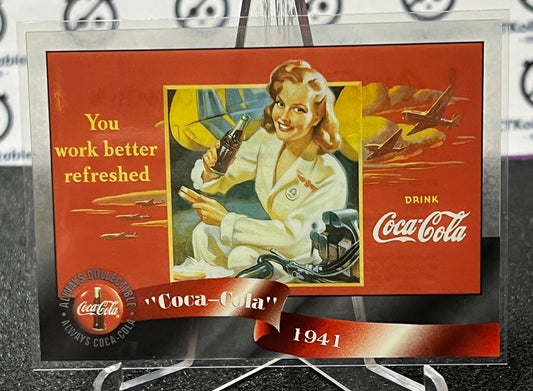 You
work better
refreshed
DRINK
Coca-Cola
ALWAYS COLLECTIBLE • ALWAYS COCA-COLA •
Coca-Cola
"Coca-Cola"
1941